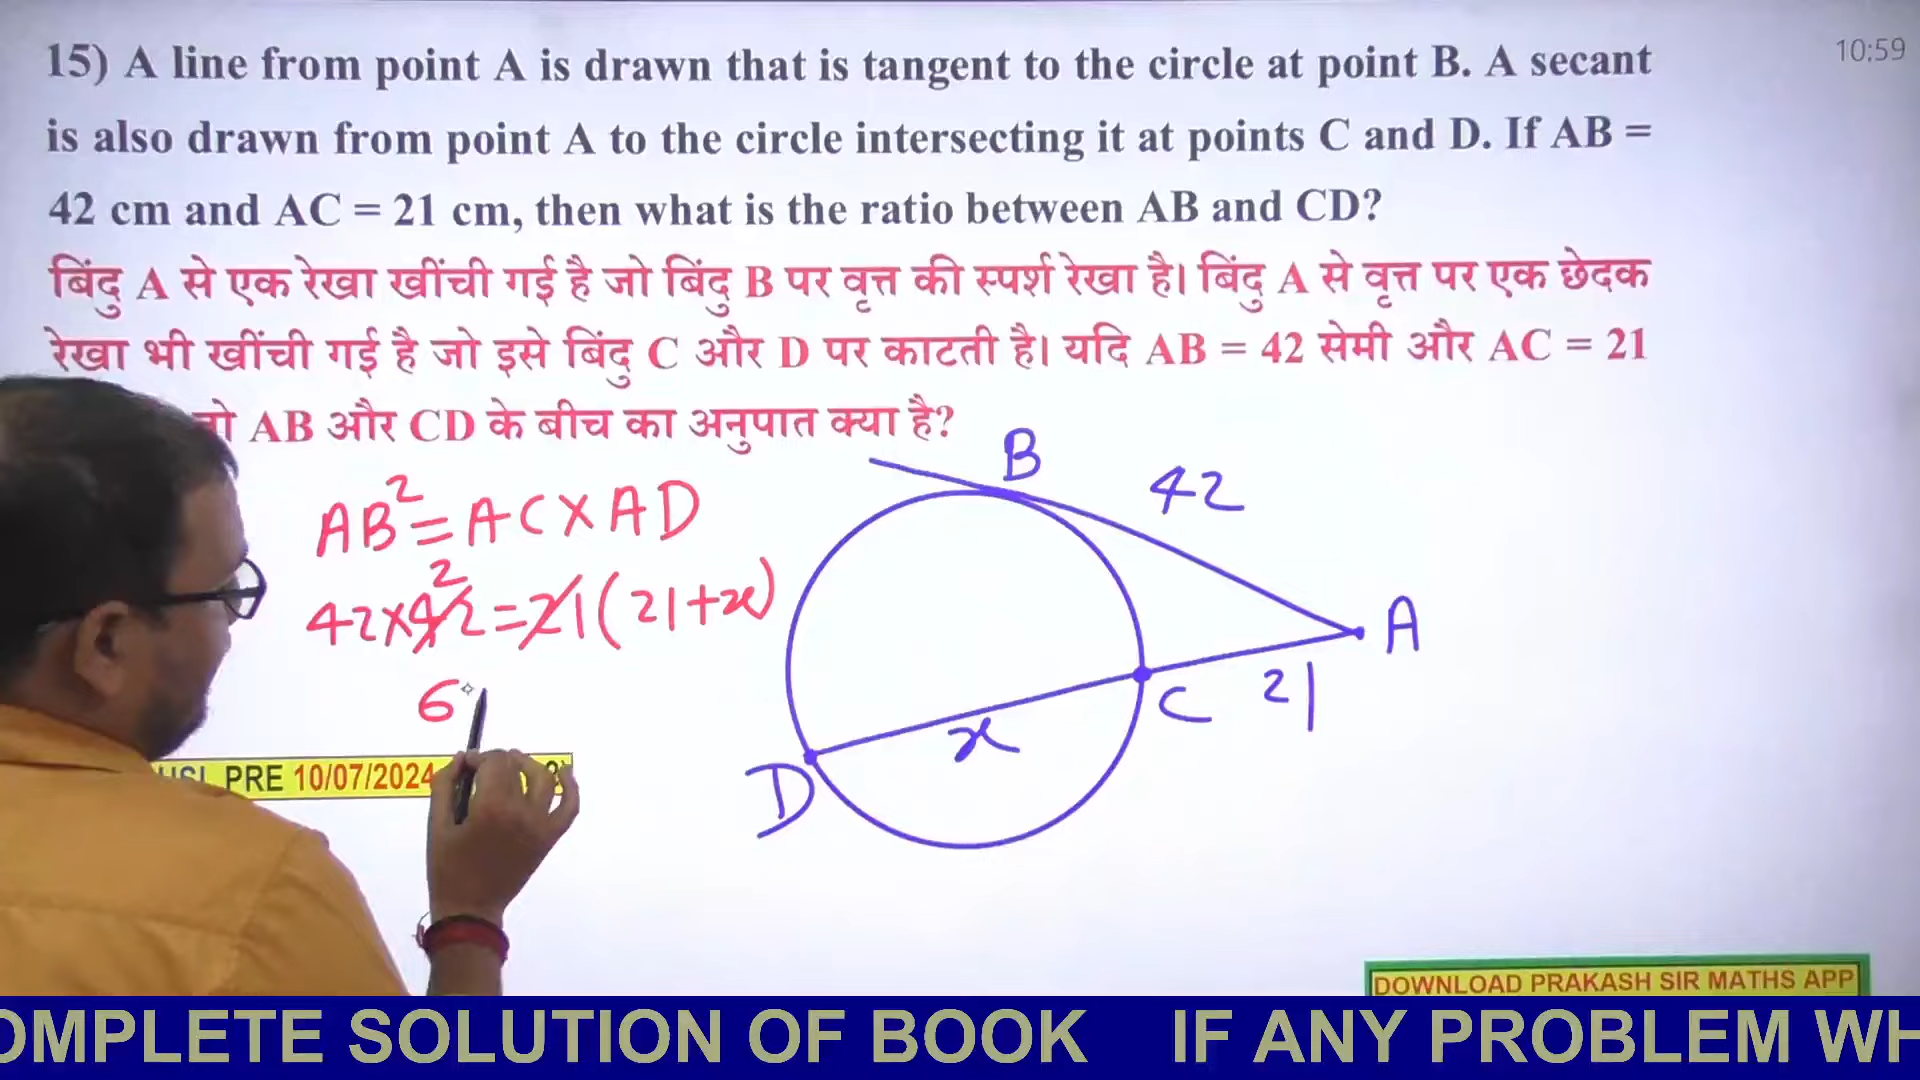 15) A line from point A is drawn that is tangent to the circle at point B. A secant
10:59
is also drawn from point A to the circle intersecting it at points C and D. If AB =
42 cm and AC = 21 cm, then what is the ratio between AB and CD?
बिंदु A से एक रेखा खींची गई है जो बिंदु B पर वृत्त की स्पर्श रेखा है। बिंदु A से वृत्त पर एक छेदक
रेखा भी खींची गई है जो इसे बिंदु C और D पर काटती है। यदि AB = 42 सेमी और AC = 21
AB और CD के बीच का अनुपात क्या है?
B
42
AB² = AC×AD
42×42 = 21(21+x)
2
A
6
C
21
x
D
PRE 10/07/2024
DOWNLOAD PRAKASH SIR MATHS APP
OMPLETE SOLUTION OF BOOK IF ANY PROBLEM WH